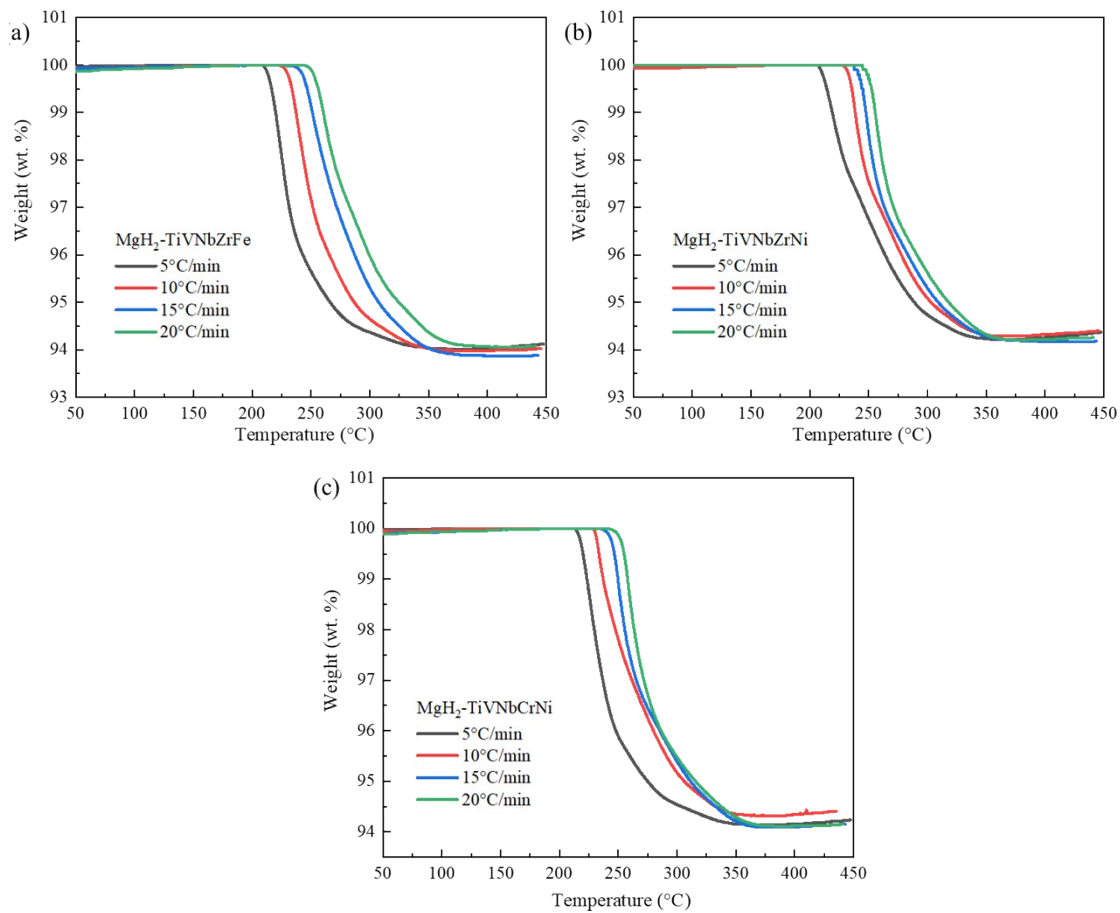 a)
101
100
99
98
97
96
95
94
93
Weight (wt. %)
MgH₂-TiVNbZrFe
5°C/min
10°C/min
15°C/min
20°C/min
50 100 150 200 250 300 350 400 450
Temperature (°C)
(b)
101
100
99
98
97
96
95
94
93
Weight (wt. %)
MgH₂-TiVNbZrNi
5°C/min
10°C/min
15°C/min
20°C/min
50 100 150 200 250 300 350 400 450
Temperature (°C)
(c)
101
100
99
98
97
96
95
94
Weight (wt. %)
MgH₂-TiVNbCrNi
5°C/min
10°C/min
15°C/min
20°C/min
50 100 150 200 250 300 350 400 450
Temperature (°C)